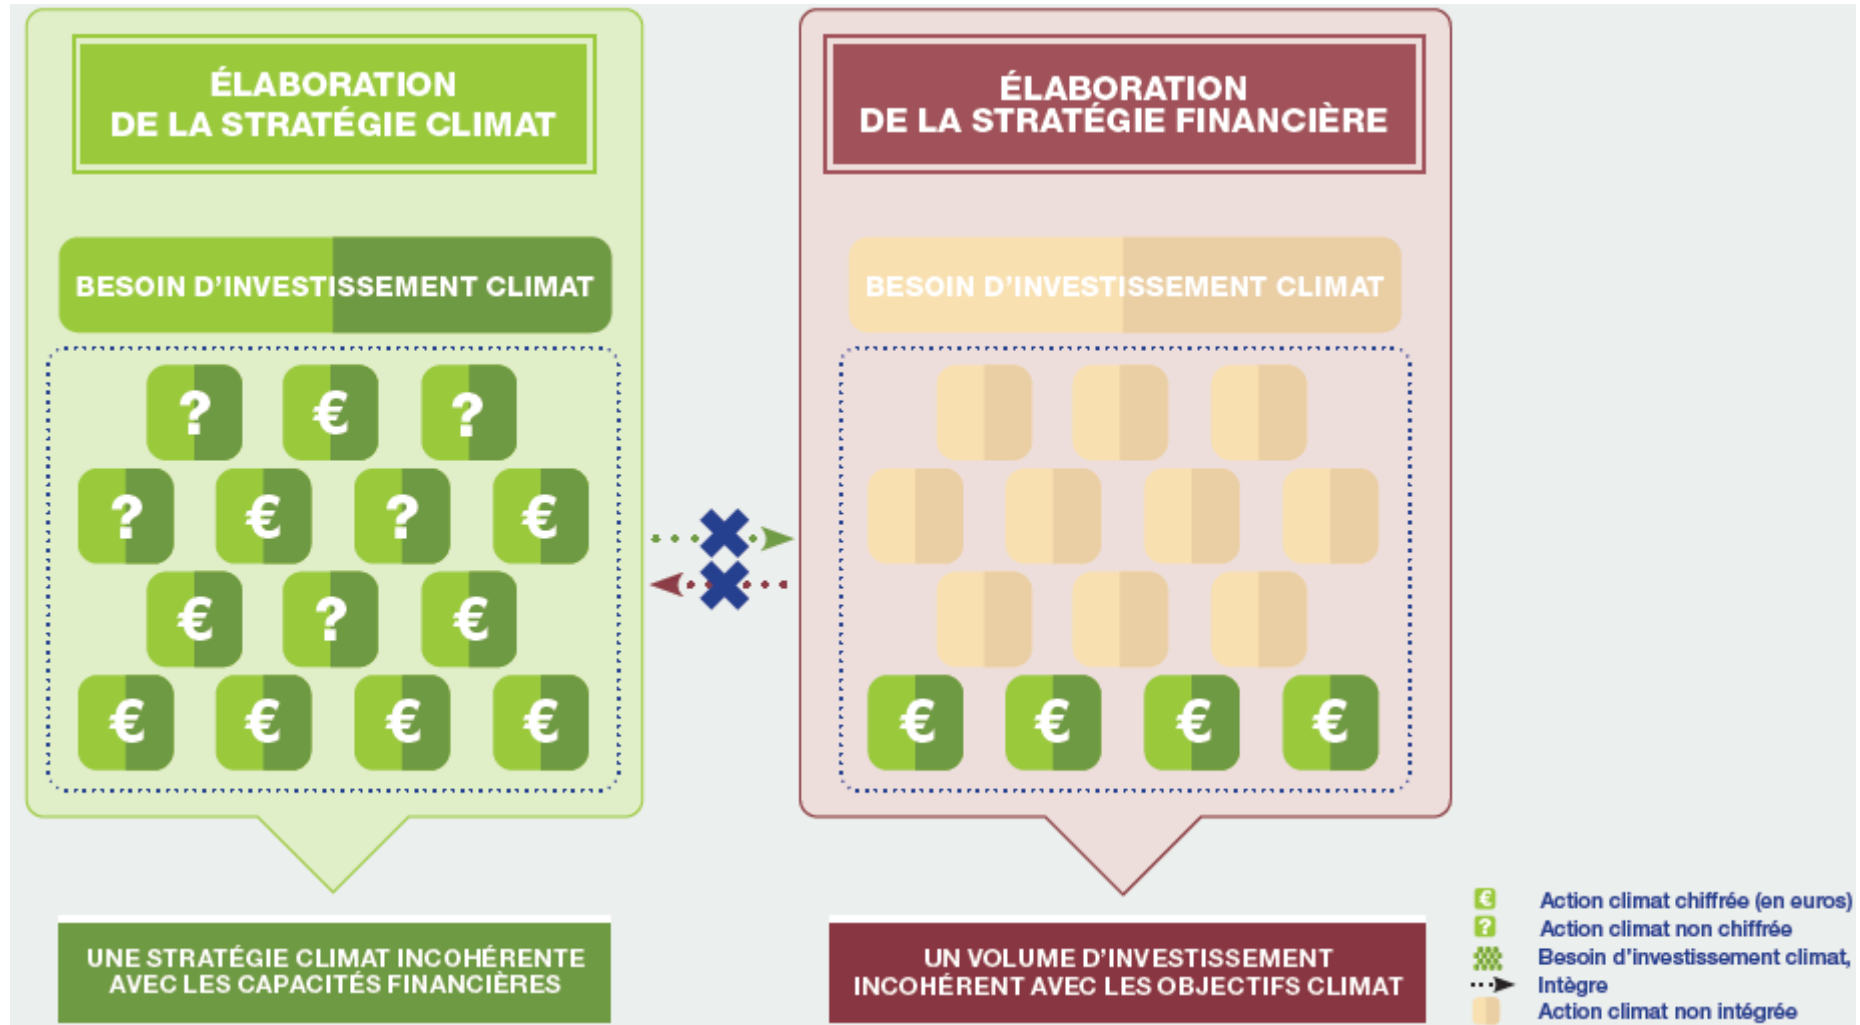 ÉLABORATION
DE LA STRATÉGIE CLIMAT
BESOIN D'INVESTISSEMENT CLIMAT
? € ?
? € ? €
€ ? €
€ € € €
UNE STRATÉGIE CLIMAT INCOHÉRENTE
AVEC LES CAPACITÉS FINANCIÈRES
ÉLABORATION
DE LA STRATÉGIE FINANCIÈRE
BESOIN D'INVESTISSEMENT CLIMAT
€ € € €
UN VOLUME D'INVESTISSEMENT
INCOHÉRENT AVEC LES OBJECTIFS CLIMAT
€ Action climat chiffrée (en euros)
? Action climat non chiffrée
Besoin d'investissement climat,
Intègre
Action climat non intégrée